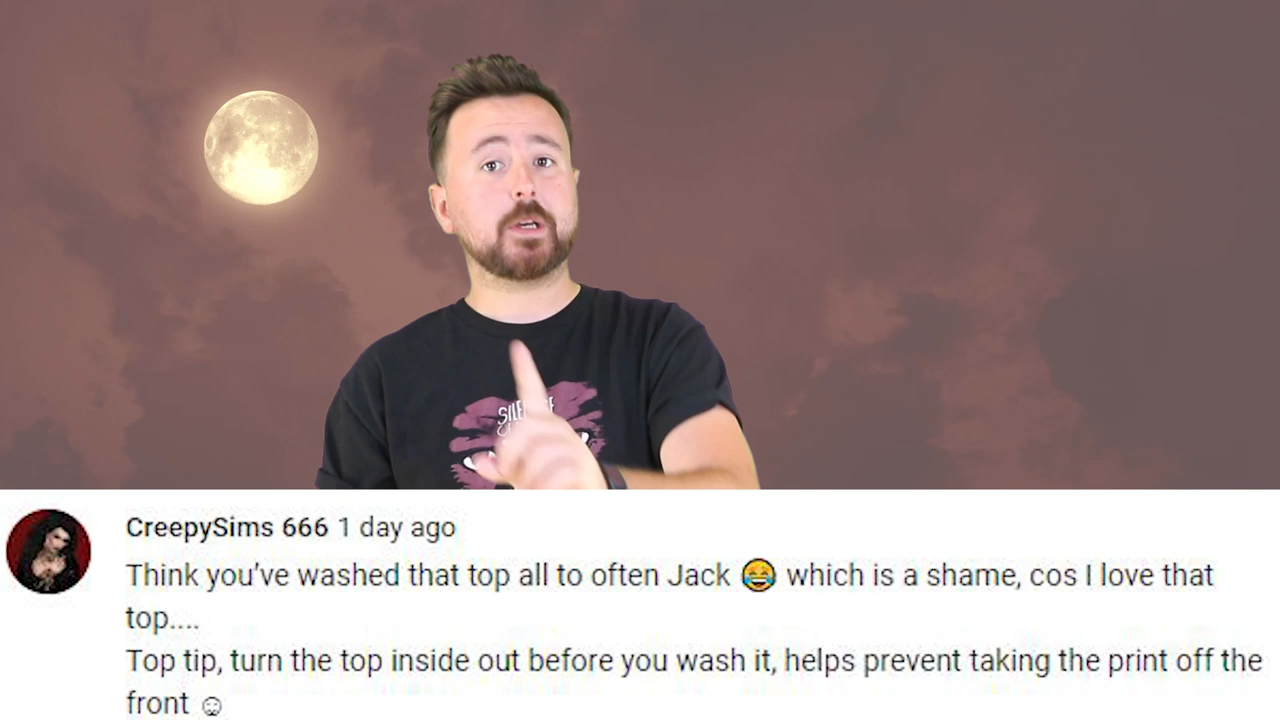 SILE
CreepySims 666 1 day ago
Think you’ve washed that top all to often Jack 😂 which is a shame, cos I love that
top....
Top tip, turn the top inside out before you wash it, helps prevent taking the print off the
front ☺